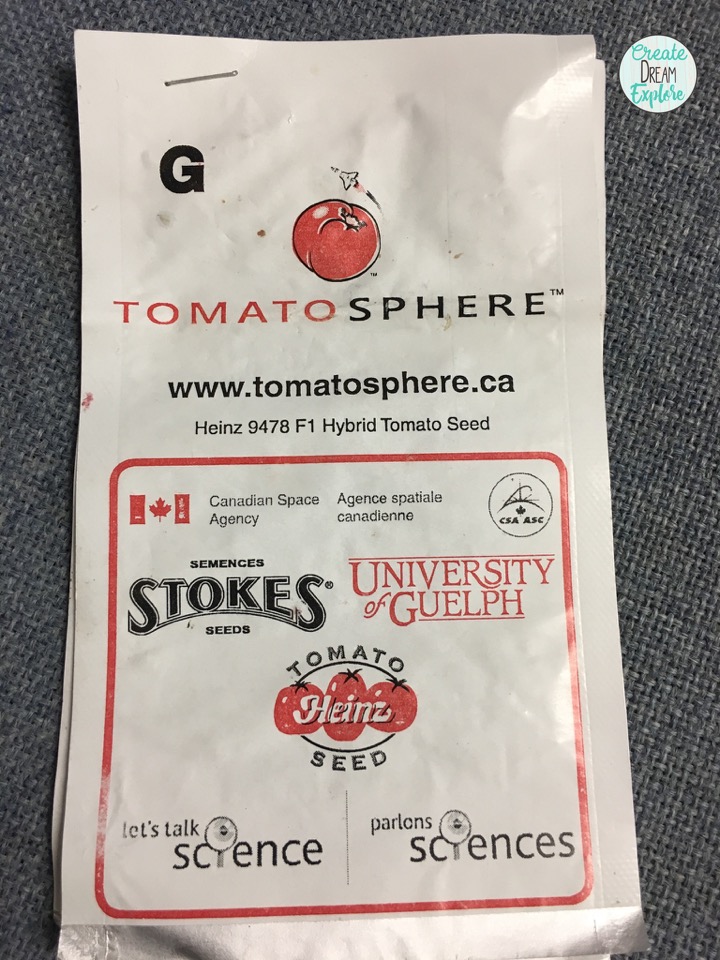 Create
DREAM
Explore
G
TOMATOSPHERE™
www.tomatosphere.ca
Heinz 9478 F1 Hybrid Tomato Seed
Canadian Space
Agency
Agence spatiale
canadienne
CSA ASC
SEMENCES
STOKES®
SEEDS
UNIVERSITY
of GUELPH
TOMATO
Heinz
SEED
let's talk
science
parlons
sciences